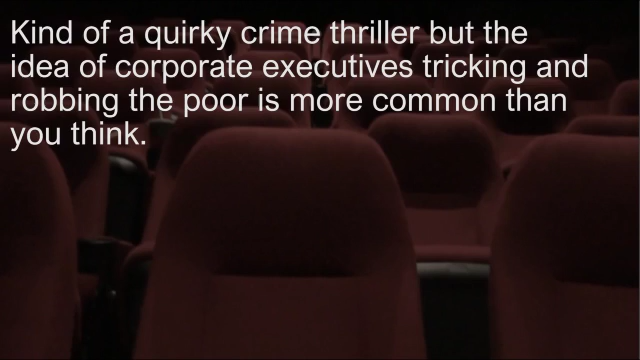 Kind of a quirky crime thriller but the
idea of corporate executives tricking and
robbing the poor is more common than
you think.